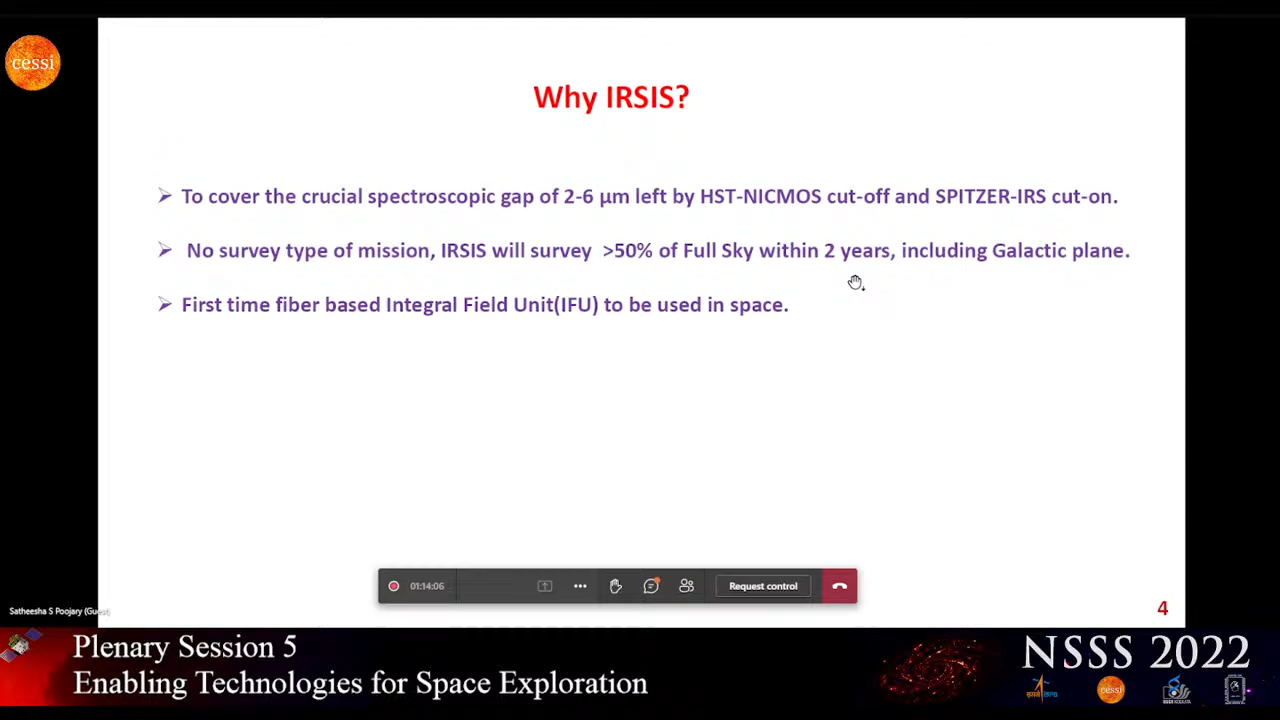 cessi
Why IRSIS?
➢ To cover the crucial spectroscopic gap of 2-6 µm left by HST-NICMOS cut-off and SPITZER-IRS cut-on.
➢ No survey type of mission, IRSIS will survey >50% of Full Sky within 2 years, including Galactic plane.
➢ First time fiber based Integral Field Unit(IFU) to be used in space.
01:14:06
Request control
Satheesha S Poojary (Guest)
4
Plenary Session 5
Enabling Technologies for Space Exploration
NSSS 2022
cessi